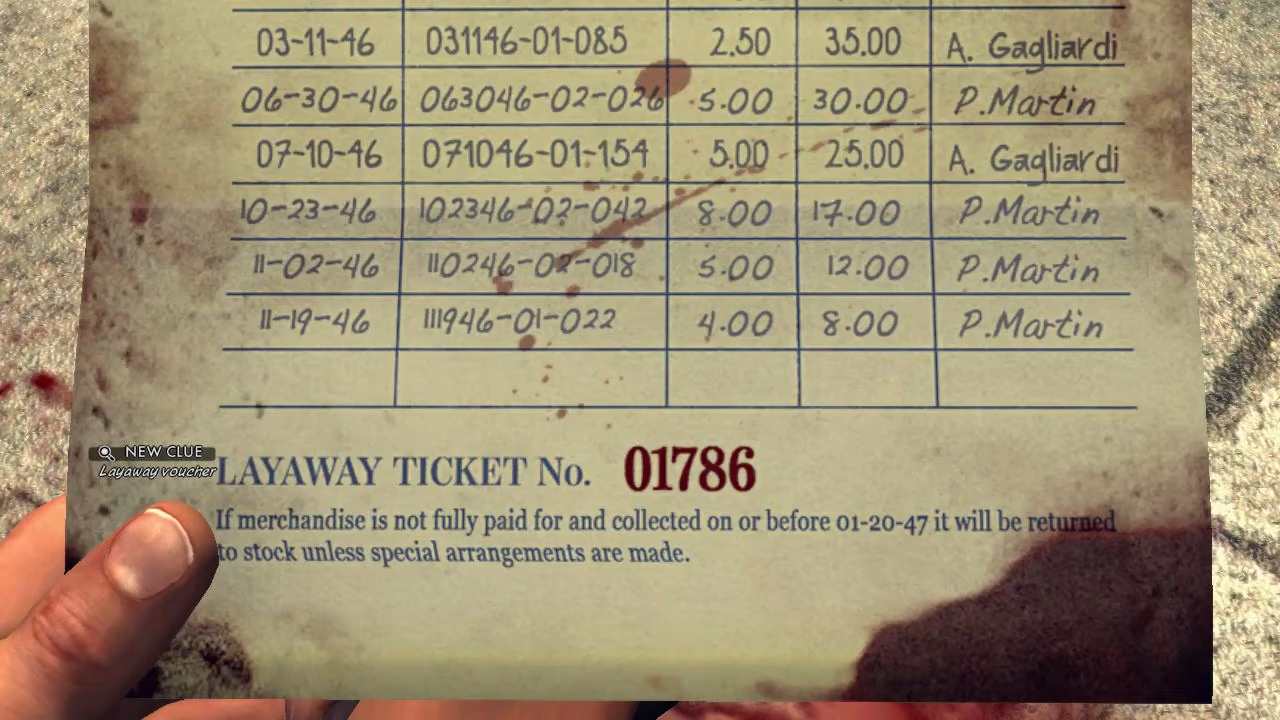 03-11-46 031146-01-085 2.50 35.00 A. Gagliardi
06-30-46 063046-02-026 5.00 30.00 P.Martin
07-10-46 071046-01-154 5.00 25.00 A. Gagliardi
10-23-46 102346-02-042 8.00 17.00 P.Martin
11-02-46 110246-02-018 5.00 12.00 P.Martin
11-19-46 111946-01-022 4.00 8.00 P.Martin
NEW CLUE
Layaway voucher
LAYAWAY TICKET No. 01786
If merchandise is not fully paid for and collected on or before 01-20-47 it will be returned
to stock unless special arrangements are made.